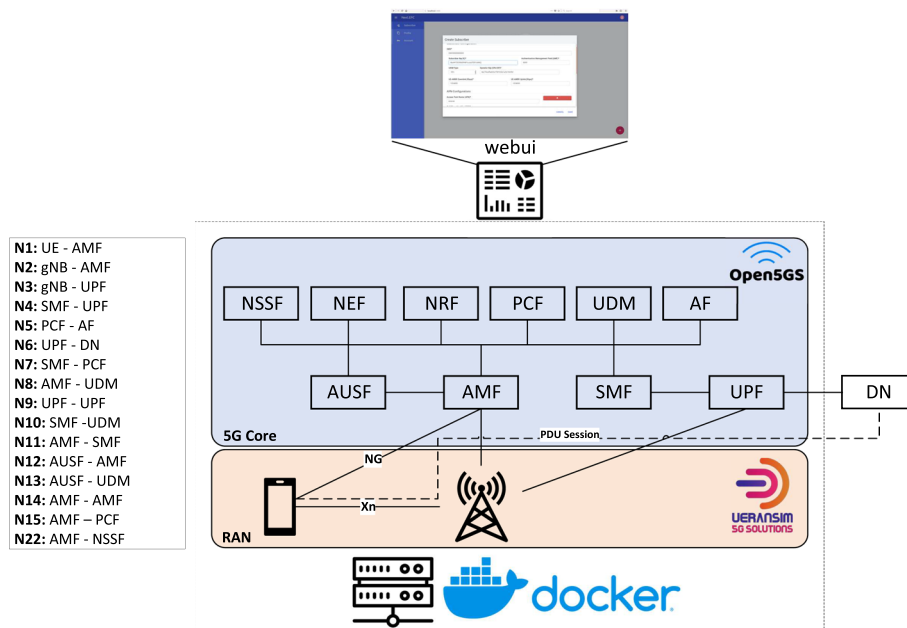 Create Subscriber
webui
N1: UE - AMF
N2: gNB - AMF
N3: gNB - UPF
N4: SMF - UPF
N5: PCF - AF
N6: UPF - DN
N7: SMF - PCF
N8: AMF - UDM
N9: UPF - UPF
N10: SMF -UDM
N11: AMF - SMF
N12: AUSF - AMF
N13: AUSF - UDM
N14: AMF - AMF
N15: AMF – PCF
N22: AMF - NSSF
Open5GS
NSSF NEF NRF PCF UDM AF
AUSF AMF SMF UPF DN
5G Core
PDU Session
NG
Xn
RAN
UERANSIM
5G SOLUTIONS
docker